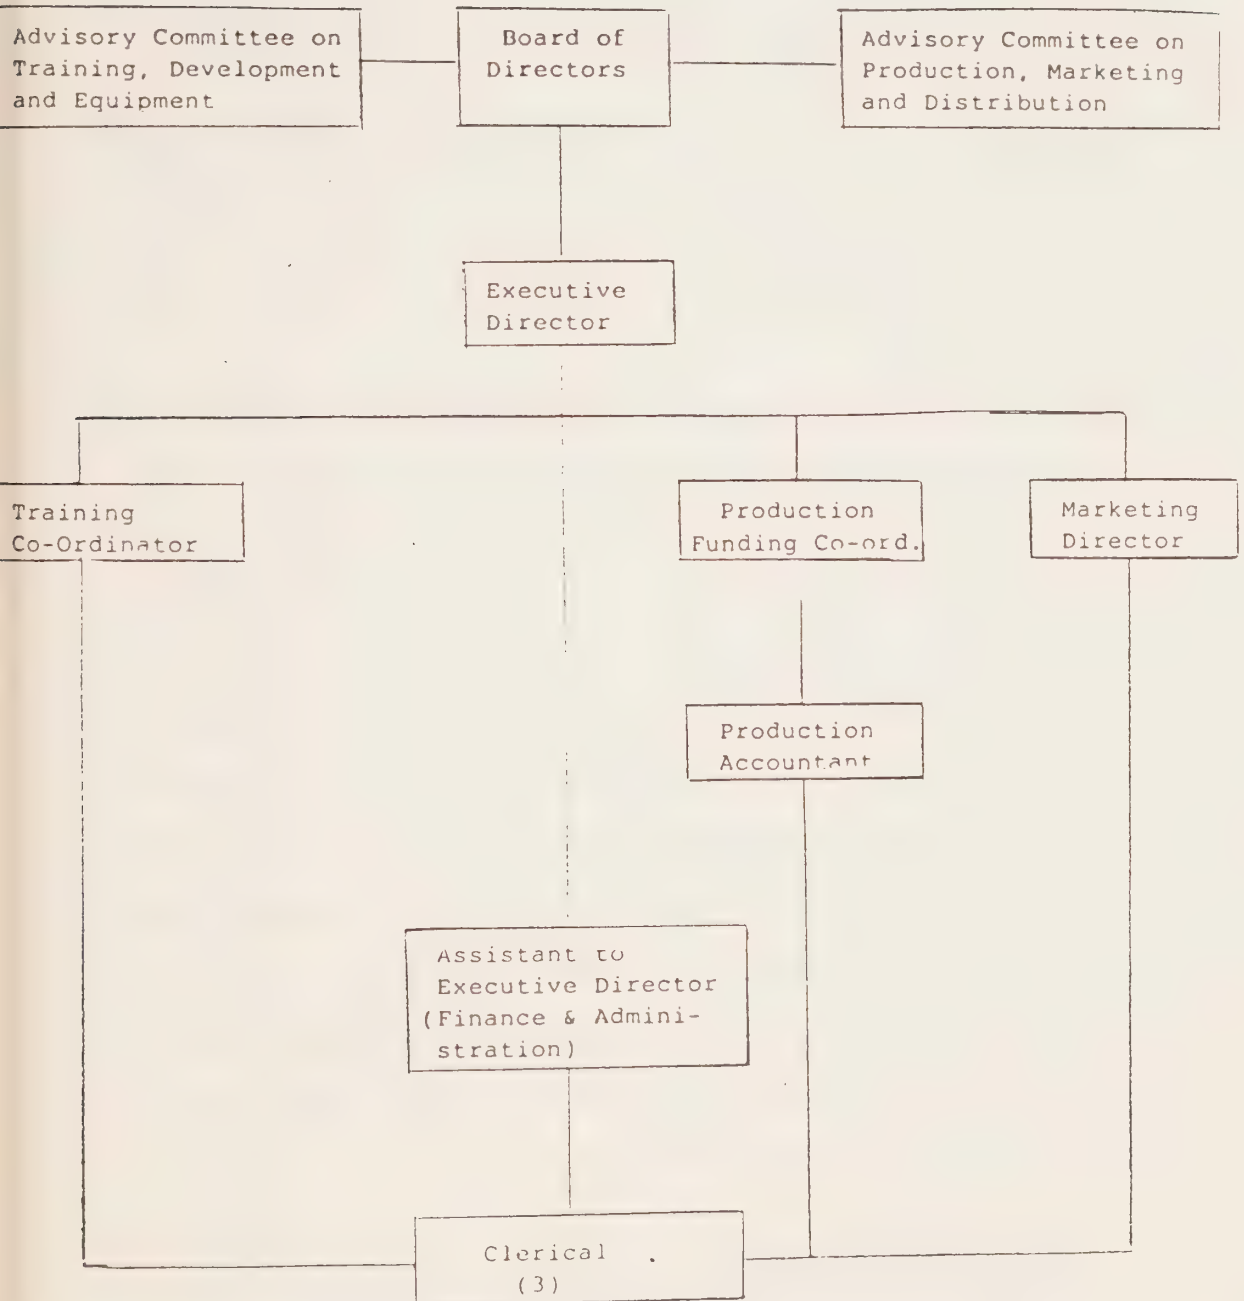 Advisory Committee on
Training, Development
and Equipment
Board of
Directors
Advisory Committee on
Production, Marketing
and Distribution
Executive
Director
Training
Co-Ordinator
Production
Funding Co-ord.
Marketing
Director
Production
Accountant
Assistant to
Executive Director
(Finance & Admini-
stration)
Clerical
(3)